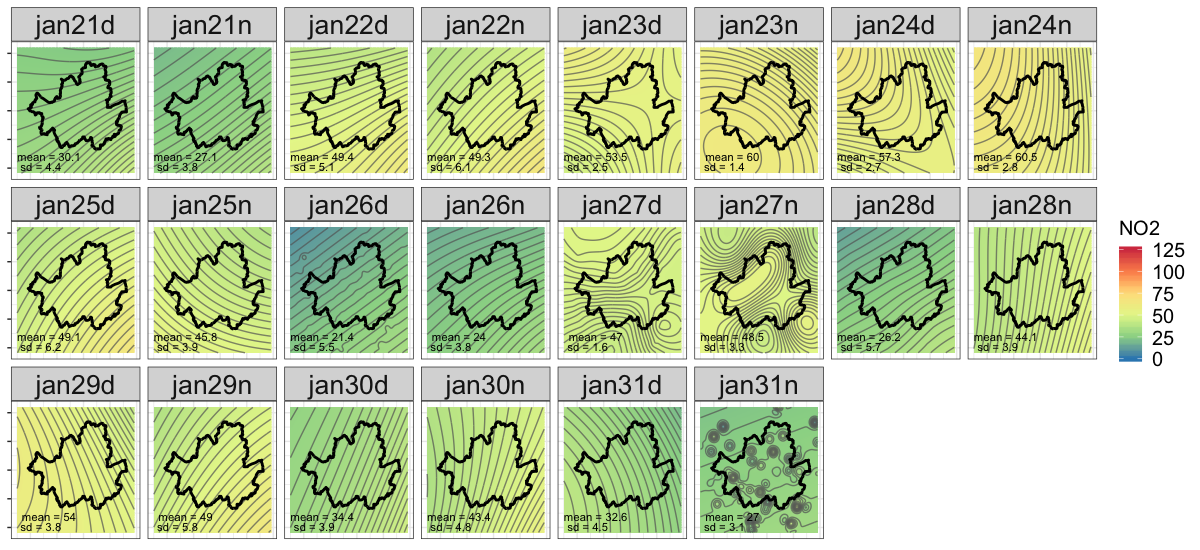 jan21d jan21n jan22d jan22n jan23d jan23n jan24d jan24n
mean = 30.1 mean = 27.1 mean = 49.4 mean = 49.3 mean = 53.5 mean = 60 mean = 57.3 mean = 60.5
sd = 4.4 sd = 3.8 sd = 5.1 sd = 6.1 sd = 2.5 sd = 1.4 sd = 2.7 sd = 2.8
jan25d jan25n jan26d jan26n jan27d jan27n jan28d jan28n
mean = 49.1 mean = 45.8 mean = 21.4 mean = 24 mean = 47 mean = 48.5 mean = 26.2 mean = 44.1
sd = 6.2 sd = 3.9 sd = 5.5 sd = 3.8 sd = 1.6 sd = 3.3 sd = 5.7 sd = 3.9
jan29d jan29n jan30d jan30n jan31d jan31n
mean = 54 mean = 49 mean = 34.4 mean = 43.4 mean = 32.6 mean = 27
sd = 3.8 sd = 5.8 sd = 3.9 sd = 4.8 sd = 4.5 sd = 3.1
NO2
125
100
75
50
25
0